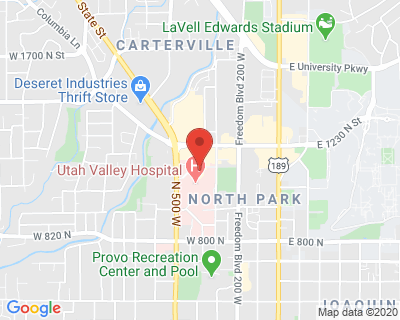 Columbia Ln
State St
CARTERVILLE
LaVell Edwards Stadium
W 1700 N
E University Pkwy
Deseret Industries
Thrift Store
Freedom Blvd 200 W
E 1230 N St
Utah Valley Hospital
H
189
N 500 W
NORTH PARK
W 820 N
W 800 N
E 800 N
Provo Recreation
Center and Pool
Freedom Blvd 200 W
JOAQUIN
Google
Map data ©2020